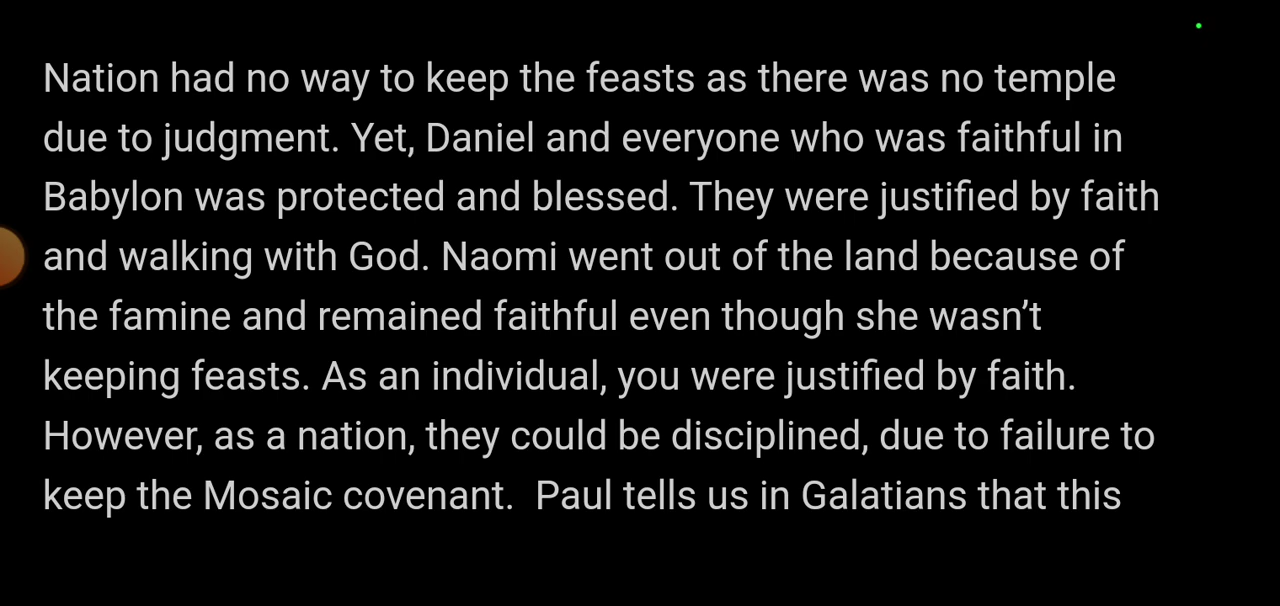 Nation had no way to keep the feasts as there was no temple
due to judgment. Yet, Daniel and everyone who was faithful in
Babylon was protected and blessed. They were justified by faith
and walking with God. Naomi went out of the land because of
the famine and remained faithful even though she wasn’t
keeping feasts. As an individual, you were justified by faith.
However, as a nation, they could be disciplined, due to failure to
keep the Mosaic covenant.  Paul tells us in Galatians that this